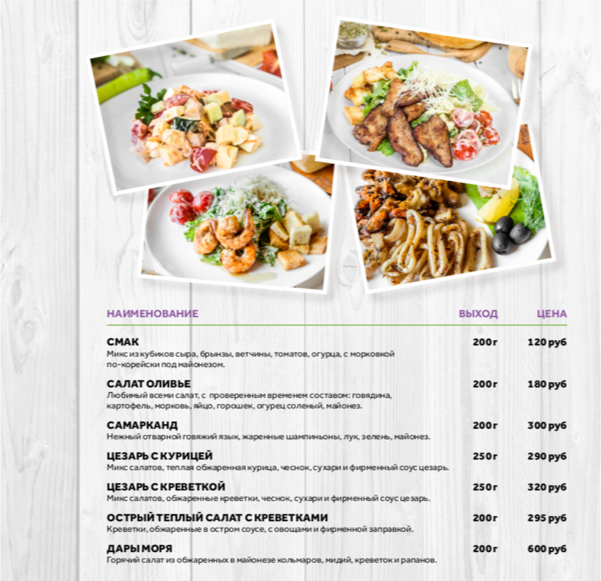 НАИМЕНОВАНИЕ ВЫХОД ЦЕНА
СМАК 200 г 120 руб
Микс из кубиков сыра, брынзы, ветчины, томатов, огурца, с морковкой
по-корейски под майонезом.
САЛАТ ОЛИВЬЕ 200 г 180 руб
Любимый всеми салат, с проверенным временем составом: говядина,
картофель, морковь, яйцо, горошек, огурец соленый, майонез.
САМАРКАНД 200 г 300 руб
Нежный отварной говяжий язык, жаренные шампиньоны, лук, зелень, майонез.
ЦЕЗАРЬ С КУРИЦЕЙ 250 г 290 руб
Микс салатов, теплая обжаренная курица, чеснок, сухари и фирменный соус цезарь.
ЦЕЗАРЬ С КРЕВЕТКОЙ 250 г 320 руб
Микс салатов, обжаренные креветки, чеснок, сухари и фирменный соус цезарь.
ОСТРЫЙ ТЕПЛЫЙ САЛАТ С КРЕВЕТКАМИ 200 г 295 руб
Креветки, обжаренные в остром соусе, с овощами и фирменной заправкой.
ДАРЫ МОРЯ 200 г 600 руб
Горячий салат из обжаренных в майонезе кольмаров, мидий, креветок и рапанов.